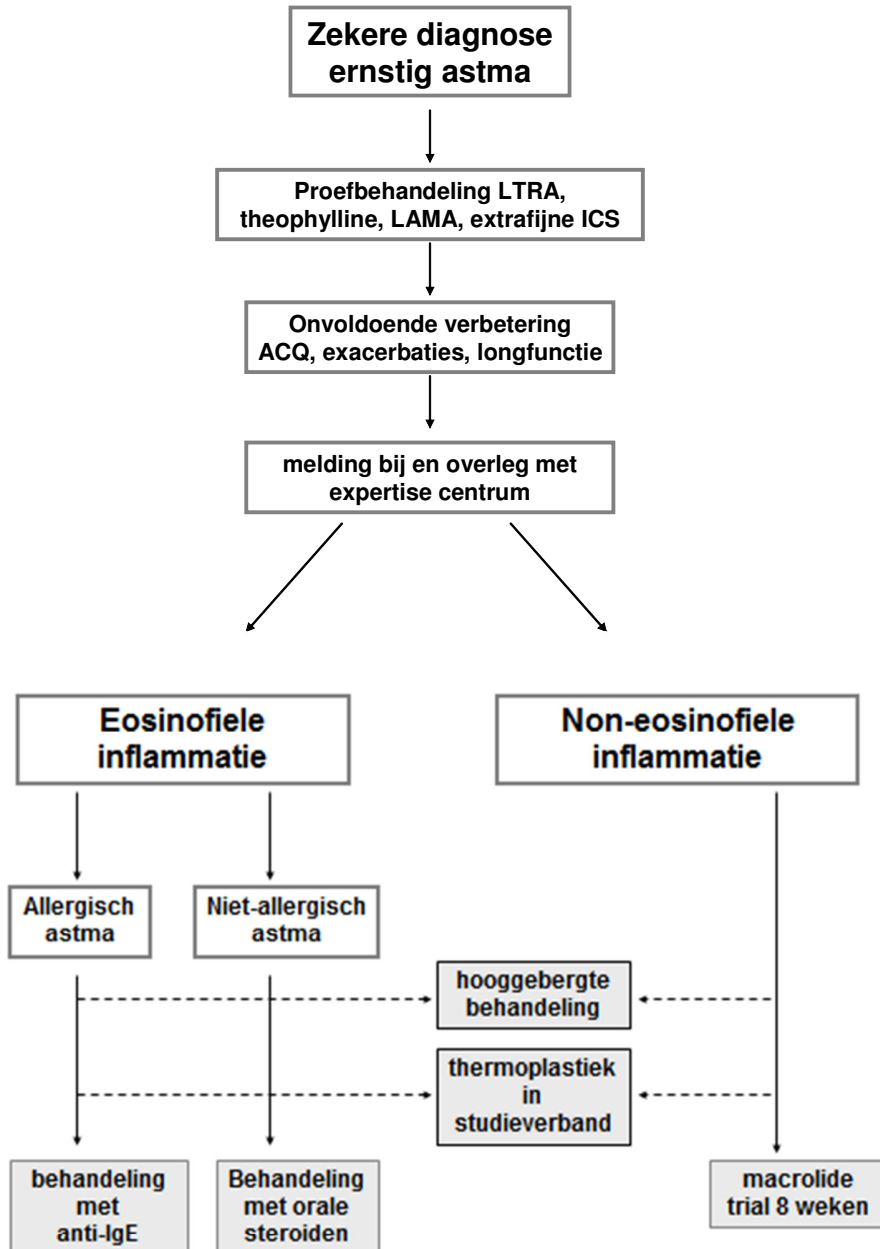 Zekere diagnose
ernstig astma
Proefbehandeling LTRA,
theophylline, LAMA, extrafijne ICS
Onvoldoende verbetering
ACQ, exacerbaties, longfunctie
melding bij en overleg met
expertise centrum
Eosinofiele
inflammatie
Non-eosinofiele
inflammatie
Allergisch
astma
Niet-allergisch
astma
hooggebergte
behandeling
thermoplastiek
in
studieverband
behandeling
met
anti-IgE
Behandeling
met orale
steroiden
macrolide
trial 8 weken